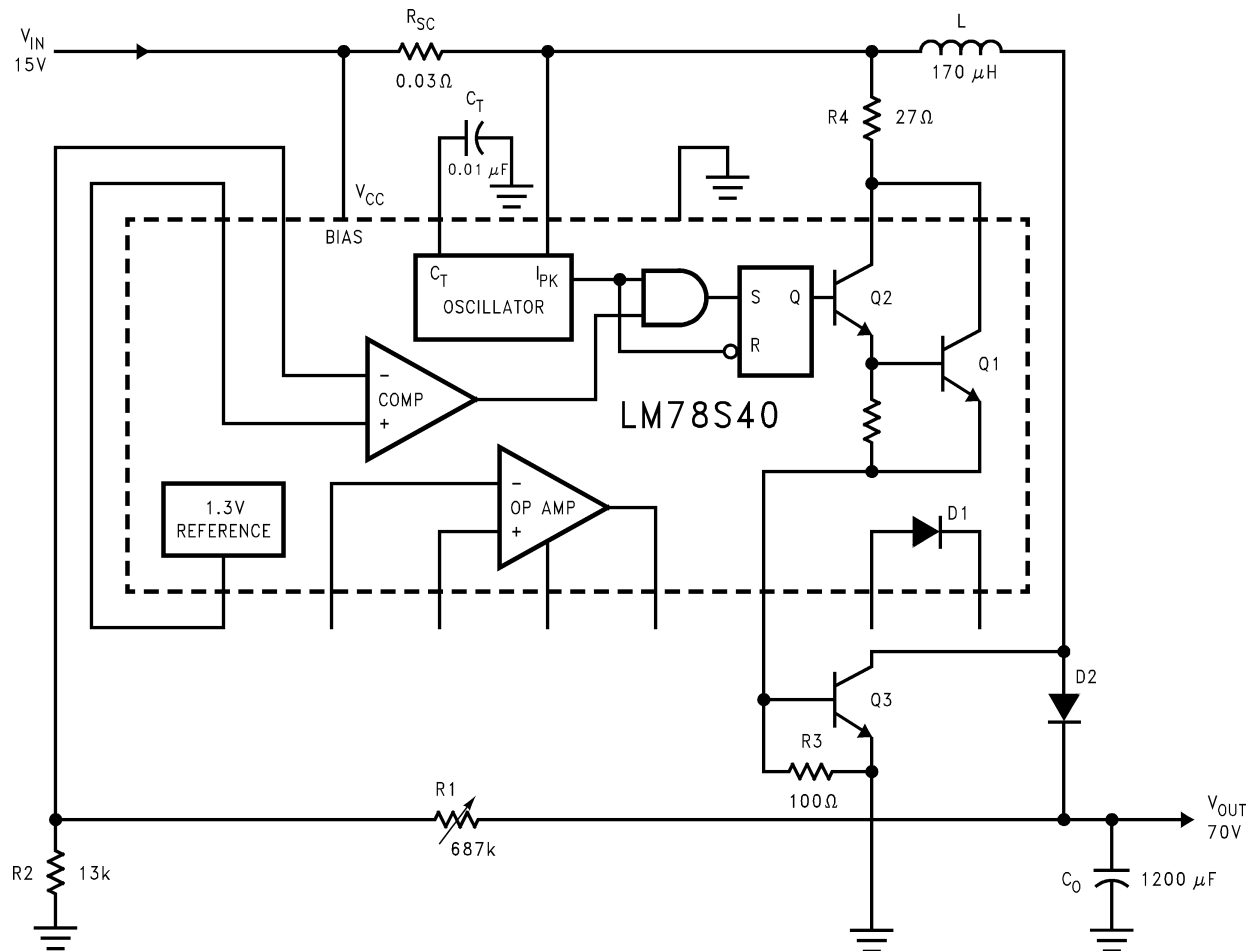 V_IN
15V
R_SC
0.03Ω
L
170 μH
C_T
0.01 μF
R4
27Ω
V_CC
BIAS
C_T
I_PK
OSCILLATOR
S
Q
R
Q2
Q1
−
COMP
+
LM78S40
1.3V
REFERENCE
−
OP AMP
+
D1
D2
Q3
R3
100Ω
R1
687k
V_OUT
70V
R2
13k
C_O
1200 μF